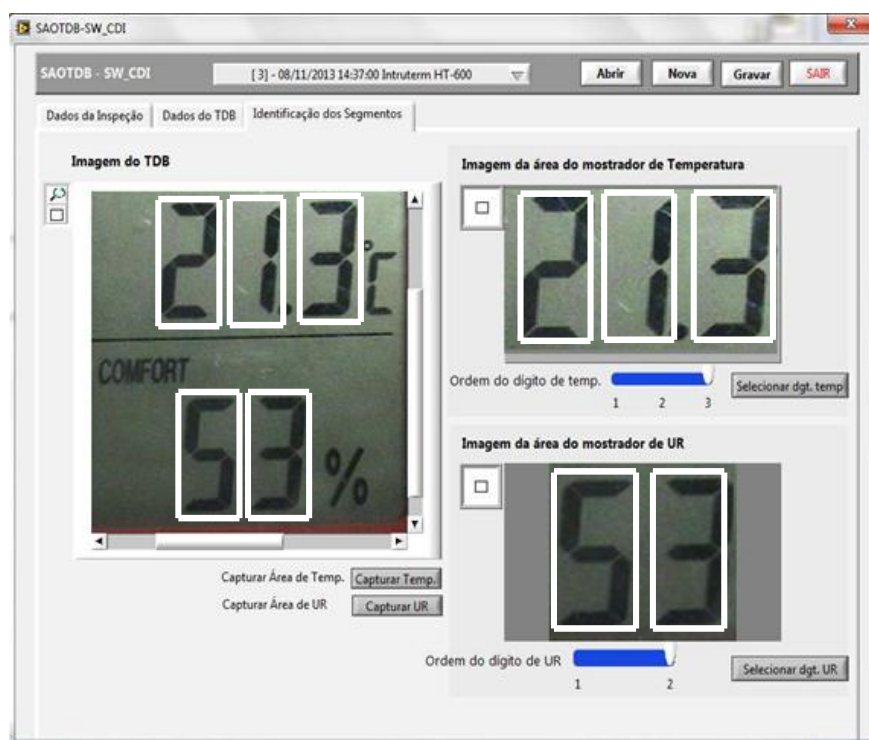 SAOTDB-SW_CDI
SAOTDB - SW_CDI [ 3] - 08/11/2013 14:37:00 Intruterm HT-600 Abrir Nova Gravar SAIR
Dados da Inspeção Dados do TDB Identificação dos Segmentos
Imagem do TDB
21.3°C
COMFORT
53%
Capturar Área de Temp. Capturar Temp.
Capturar Área de UR Capturar UR
Imagem da área do mostrador de Temperatura
21.3
Ordem do dígito de temp. Selecionar dgt. temp
1 2 3
Imagem da área do mostrador de UR
53
Ordem do dígito de UR Selecionar dgt. UR
1 2